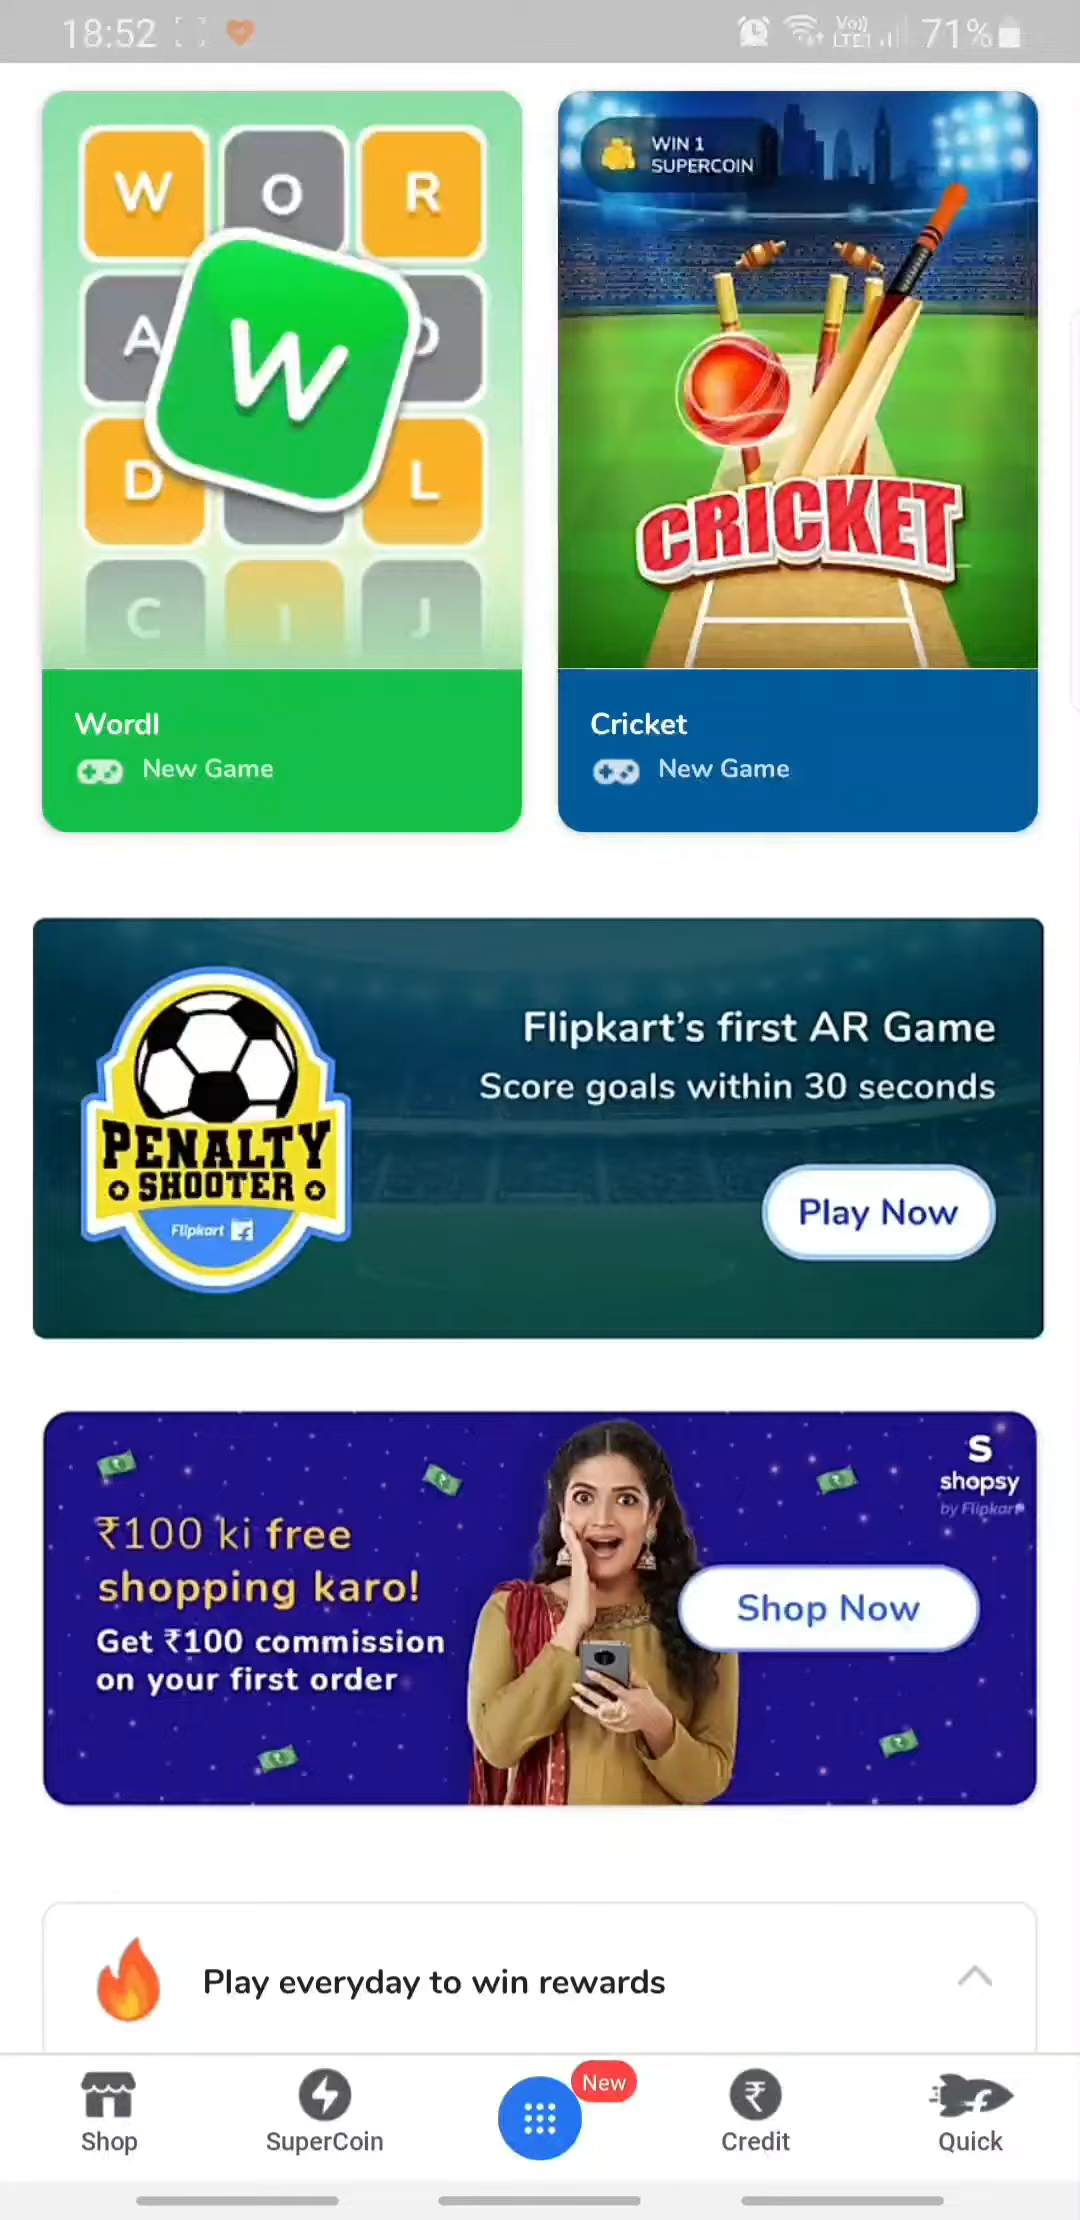 18:52
Vo))
LTE
71%
W O R
A
D L
W
C I J
WIN 1
SUPERCOIN
CRICKET
Wordl
New Game
Cricket
New Game
PENALTY
SHOOTER
Flipkart
Flipkart's first AR Game
Score goals within 30 seconds
Play Now
S
shopsy
by Flipkart
₹100 ki free
shopping karo!
Get ₹100 commission
on your first order
Shop Now
Play everyday to win rewards
New
Shop
SuperCoin
Credit
Quick